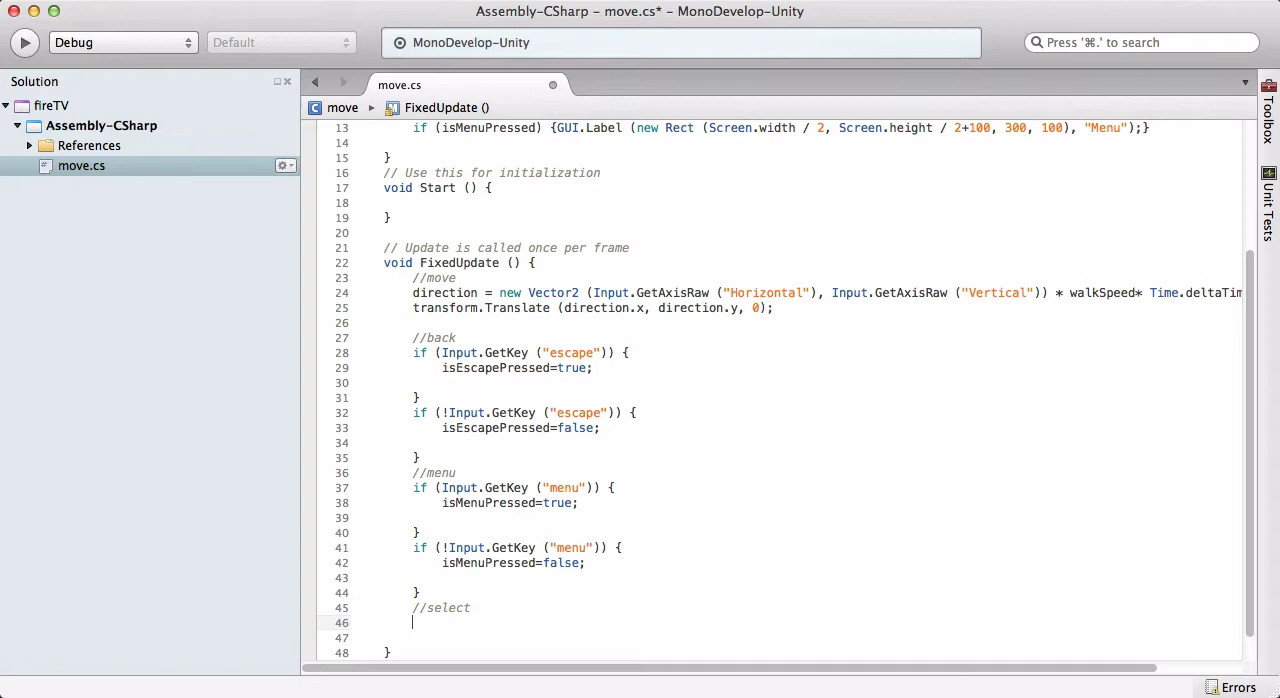 Assembly-CSharp – move.cs* – MonoDevelop-Unity
Debug
Default
MonoDevelop-Unity
Press '⌘.' to search
Solution
fireTV
Assembly-CSharp
References
move.cs
move.cs
move ▸ FixedUpdate ()
13 if (isMenuPressed) {GUI.Label (new Rect (Screen.width / 2, Screen.height / 2+100, 300, 100), "Menu");}
14
15 }
16 // Use this for initialization
17 void Start () {
18
19 }
20
21 // Update is called once per frame
22 void FixedUpdate () {
23 //move
24 direction = new Vector2 (Input.GetAxisRaw ("Horizontal"), Input.GetAxisRaw ("Vertical")) * walkSpeed* Time.deltaTim
25 transform.Translate (direction.x, direction.y, 0);
26
27 //back
28 if (Input.GetKey ("escape")) {
29 isEscapePressed=true;
30
31 }
32 if (!Input.GetKey ("escape")) {
33 isEscapePressed=false;
34
35 }
36 //menu
37 if (Input.GetKey ("menu")) {
38 isMenuPressed=true;
39
40 }
41 if (!Input.GetKey ("menu")) {
42 isMenuPressed=false;
43
44 }
45 //select
46
47
48 }
Toolbox
Unit Tests
Errors